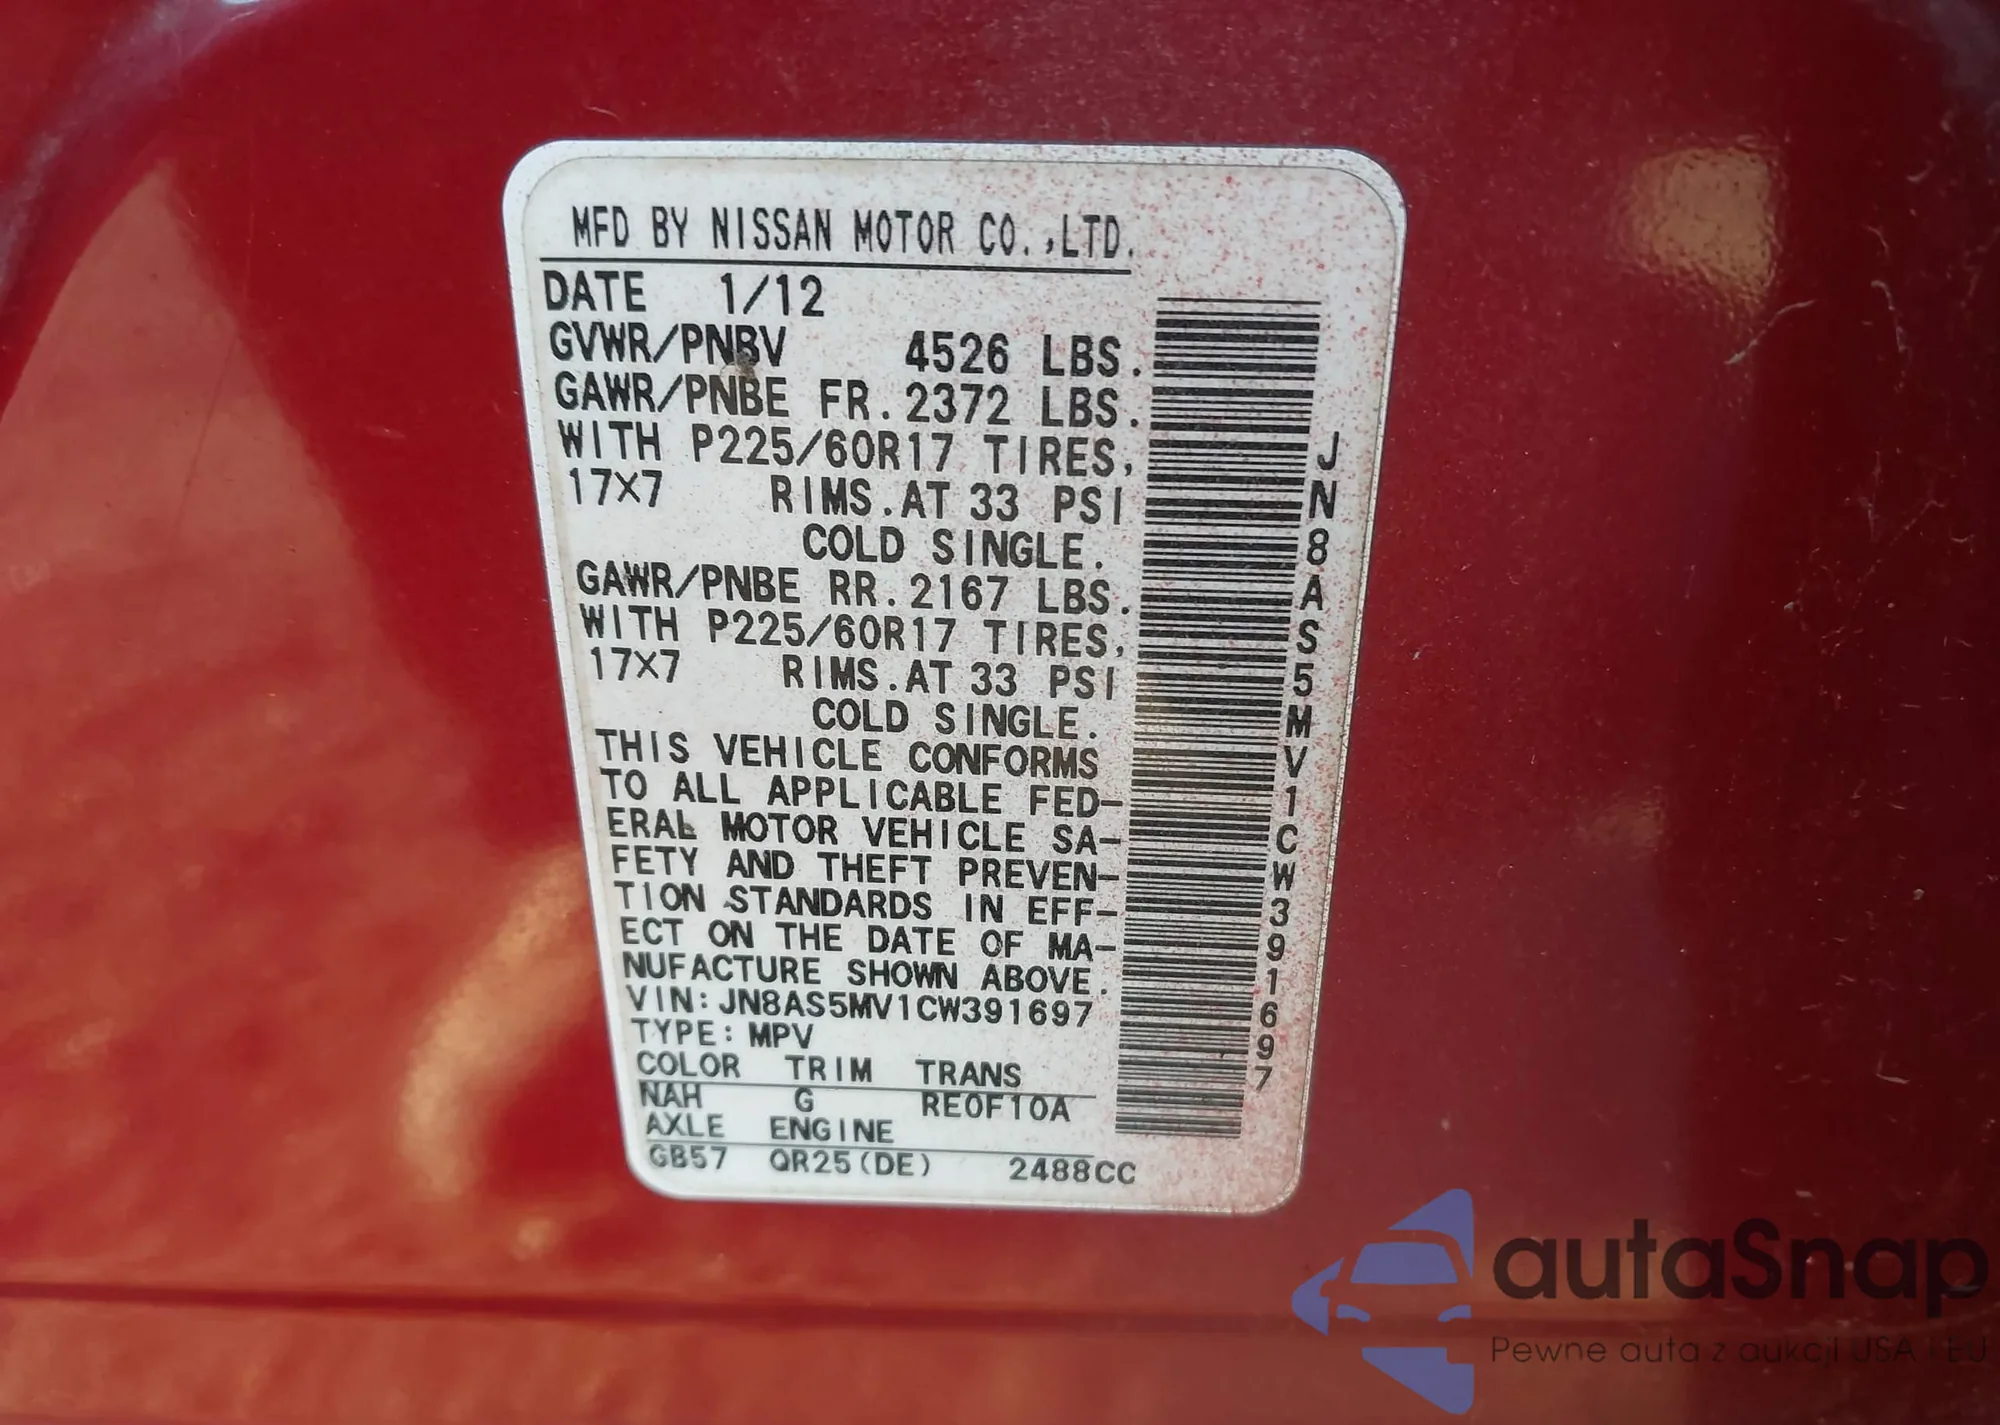 MFD BY NISSAN MOTOR CO.,LTD.
DATE 1/12
GVWR/PNBV 4526 LBS.
GAWR/PNBE FR.2372 LBS.
WITH P225/60R17 TIRES,
17X7 RIMS.AT 33 PSI
COLD SINGLE.
GAWR/PNBE RR.2167 LBS.
WITH P225/60R17 TIRES,
17X7 RIMS.AT 33 PSI
COLD SINGLE.
THIS VEHICLE CONFORMS
TO ALL APPLICABLE FED-
ERAL MOTOR VEHICLE SA-
FETY AND THEFT PREVEN-
TION STANDARDS IN EFF-
ECT ON THE DATE OF MA-
NUFACTURE SHOWN ABOVE.
VIN:JN8AS5MV1CW391697
TYPE:MPV
COLOR TRIM TRANS
NAH G RE0F10A
AXLE ENGINE
GB57 QR25(DE) 2488CC
JN8AS5MV1CW391697
autaSnap
Pewne auta z aukcji USA i EU